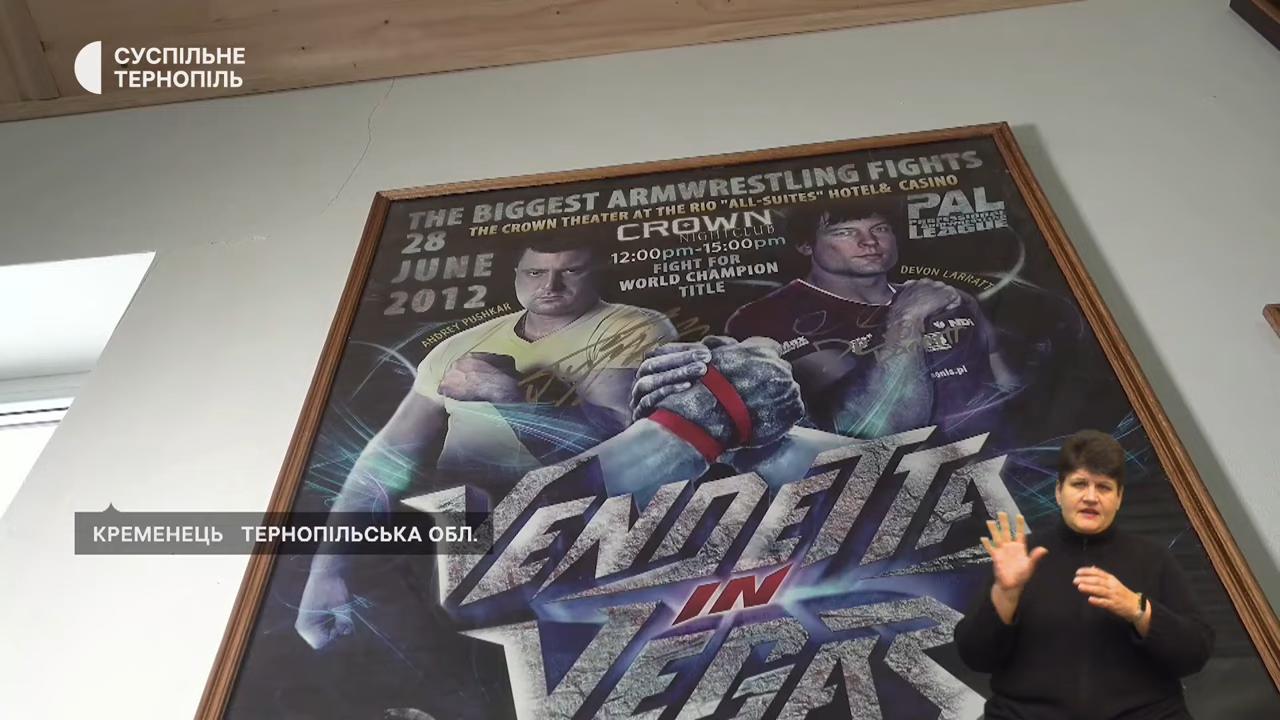 СУСПІЛЬНЕ
ТЕРНОПІЛЬ
THE BIGGEST ARMWRESTLING FIGHTS
THE CROWN THEATER AT THE RIO "ALL-SUITES" HOTEL& CASINO
28
JUNE
2012
CROWN
NIGHTCLUB
12:00pm-15:00pm
FIGHT FOR
WORLD CHAMPION
TITLE
PAL
PROFESSIONAL
ARMWRESTLING
LEAGUE
ANDREY PUSHKAR
DEVON LARRATT
VENDETTA
IN
VEGAS
КРЕМЕНЕЦЬ ТЕРНОПІЛЬСЬКА ОБЛ.